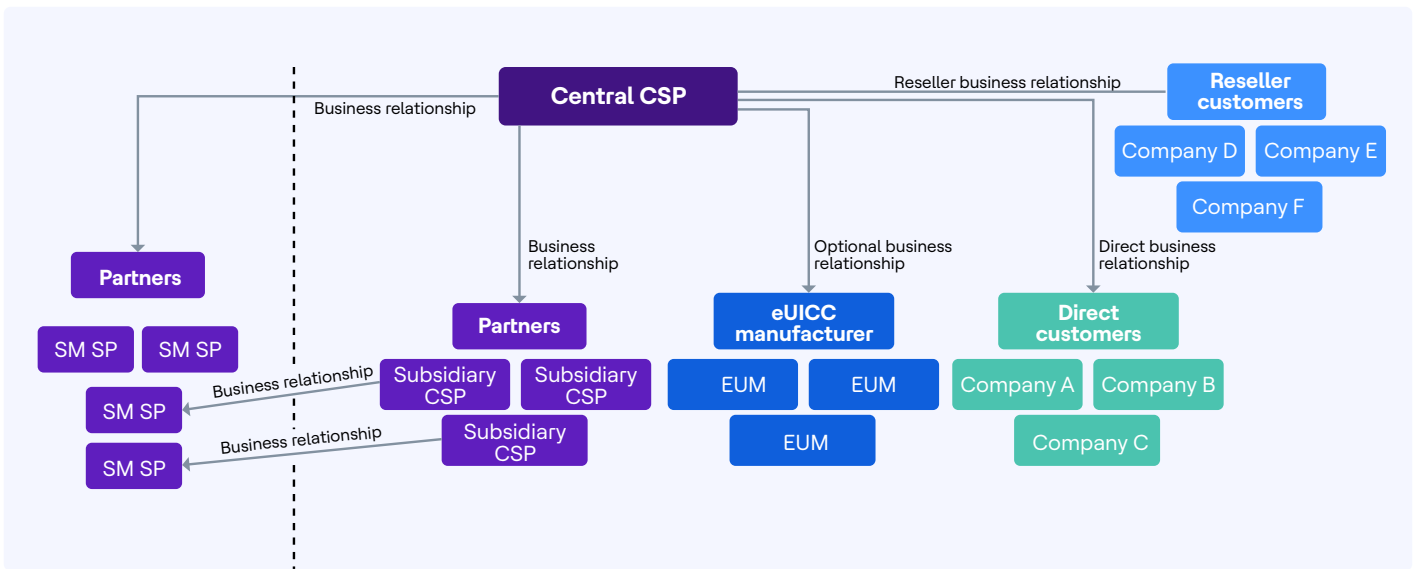 Central CSP
Business relationship
Reseller business relationship
Reseller
customers
Company D
Company E
Company F
Business
relationship
Optional business
relationship
Direct business
relationship
Partners
SM SP
SM SP
SM SP
SM SP
Business relationship
Business relationship
Partners
Subsidiary
CSP
Subsidiary
CSP
Subsidiary
CSP
eUICC
manufacturer
EUM
EUM
EUM
Direct
customers
Company A
Company B
Company C